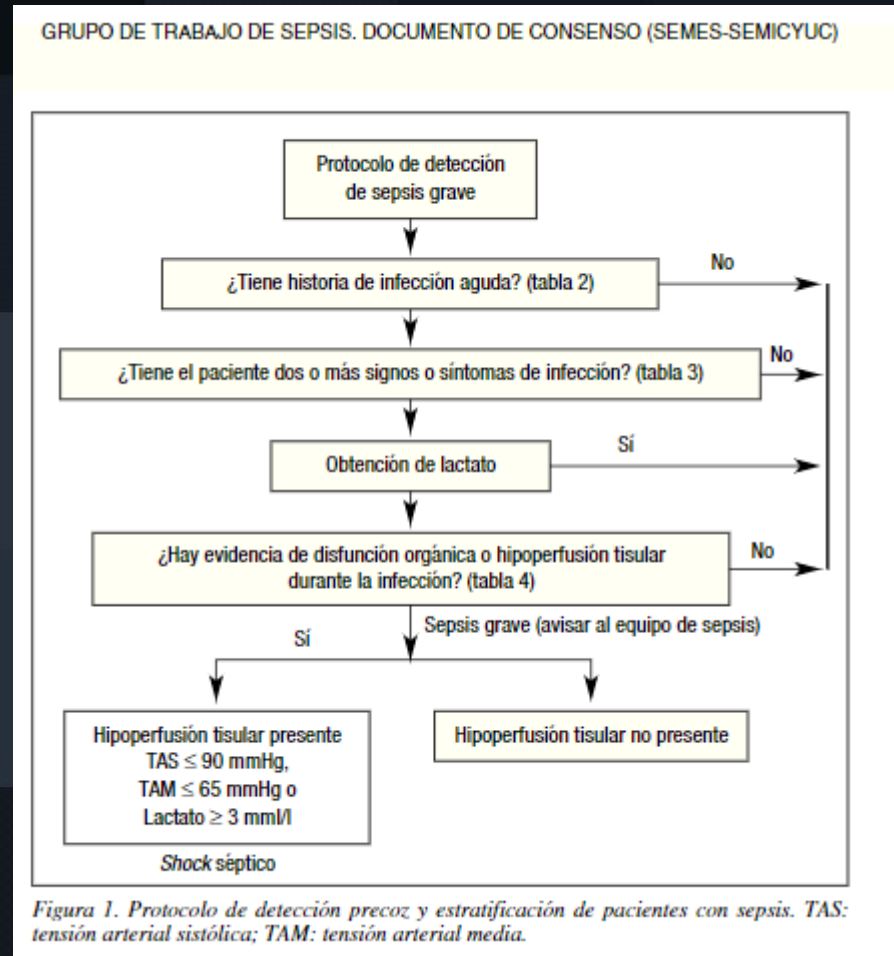 GRUPO DE TRABAJO DE SEPSIS. DOCUMENTO DE CONSENSO (SEMES-SEMICYUC)
Protocolo de detección
de sepsis grave
¿Tiene historia de infección aguda? (tabla 2)
No
¿Tiene el paciente dos o más signos o síntomas de infección? (tabla 3)
No
Obtención de lactato
Sí
¿Hay evidencia de disfunción orgánica o hipoperfusión tisular
durante la infección? (tabla 4)
No
Sí
Sepsis grave (avisar al equipo de sepsis)
Hipoperfusión tisular presente
TAS ≤ 90 mmHg,
TAM ≤ 65 mmHg o
Lactato ≥ 3 mml/l
Hipoperfusión tisular no presente
Shock séptico
Figura 1. Protocolo de detección precoz y estratificación de pacientes con sepsis. TAS:
tensión arterial sistólica; TAM: tensión arterial media.